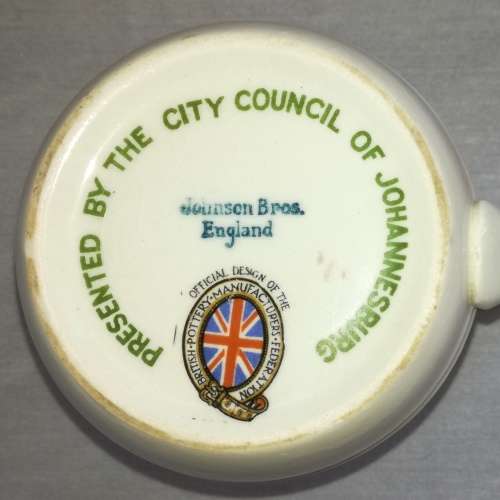 PRESENTED BY THE CITY COUNCIL OF JOHANNESBURG
Johnson Bros.
England
OFFICIAL DESIGN OF THE
BRITISH · POTTERY · MANUFACTURERS · FEDERATION